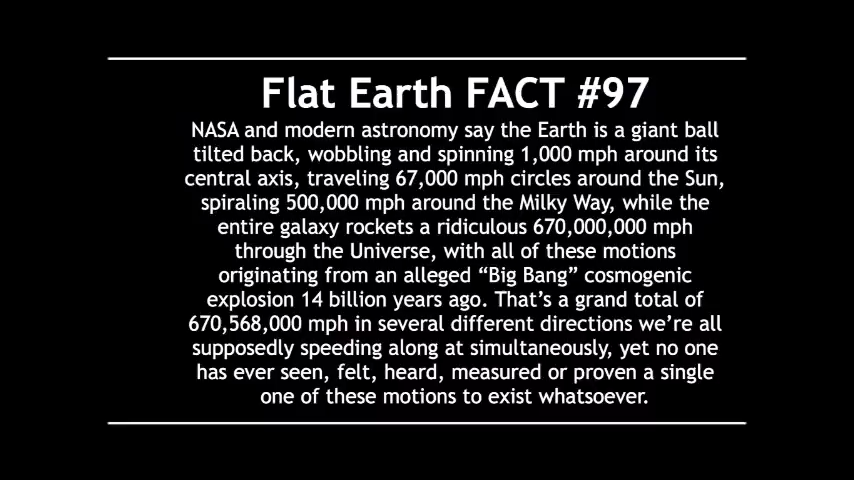 Flat Earth FACT #97
NASA and modern astronomy say the Earth is a giant ball
tilted back, wobbling and spinning 1,000 mph around its
central axis, traveling 67,000 mph circles around the Sun,
spiraling 500,000 mph around the Milky Way, while the
entire galaxy rockets a ridiculous 670,000,000 mph
through the Universe, with all of these motions
originating from an alleged “Big Bang” cosmogenic
explosion 14 billion years ago. That’s a grand total of
670,568,000 mph in several different directions we’re all
supposedly speeding along at simultaneously, yet no one
has ever seen, felt, heard, measured or proven a single
one of these motions to exist whatsoever.